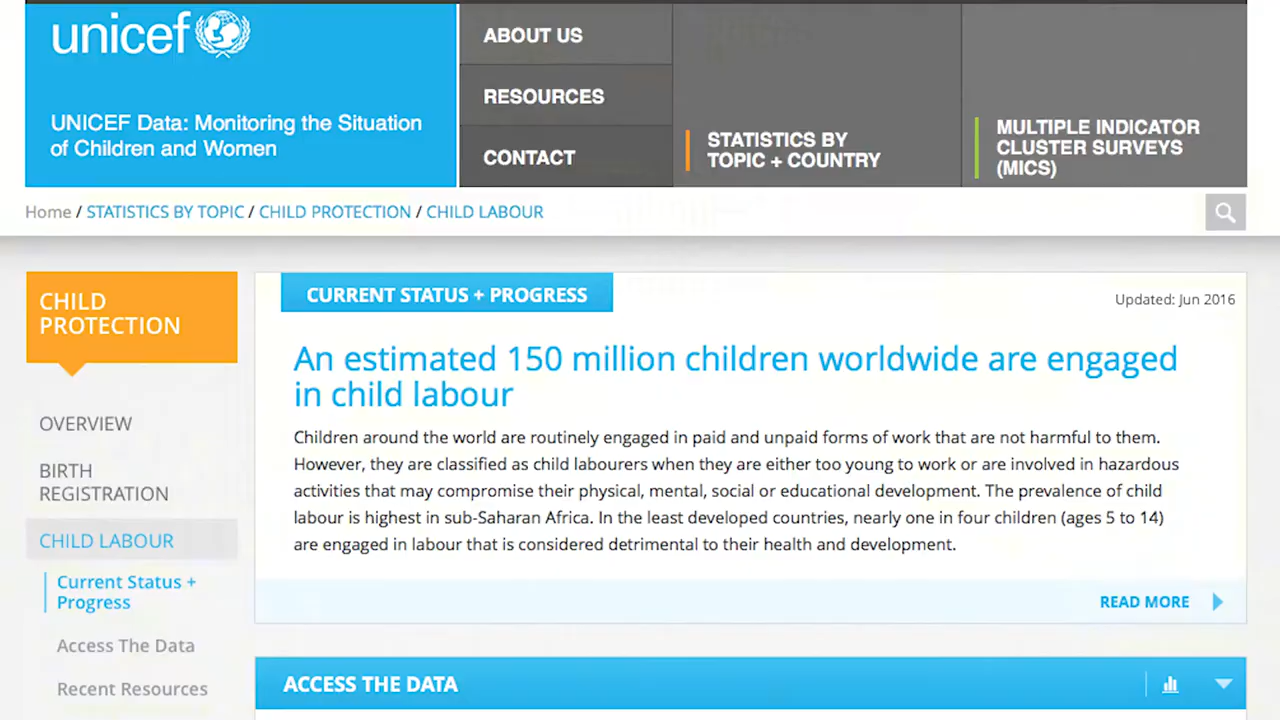 unicef
UNICEF Data: Monitoring the Situation
of Children and Women
ABOUT US
RESOURCES
CONTACT
STATISTICS BY
TOPIC + COUNTRY
MULTIPLE INDICATOR
CLUSTER SURVEYS
(MICS)
Home / STATISTICS BY TOPIC / CHILD PROTECTION / CHILD LABOUR
CHILD
PROTECTION
OVERVIEW
BIRTH
REGISTRATION
CHILD LABOUR
Current Status +
Progress
Access The Data
Recent Resources
CURRENT STATUS + PROGRESS
Updated: Jun 2016
An estimated 150 million children worldwide are engaged
in child labour
Children around the world are routinely engaged in paid and unpaid forms of work that are not harmful to them.
However, they are classified as child labourers when they are either too young to work or are involved in hazardous
activities that may compromise their physical, mental, social or educational development. The prevalence of child
labour is highest in sub-Saharan Africa. In the least developed countries, nearly one in four children (ages 5 to 14)
are engaged in labour that is considered detrimental to their health and development.
READ MORE
ACCESS THE DATA